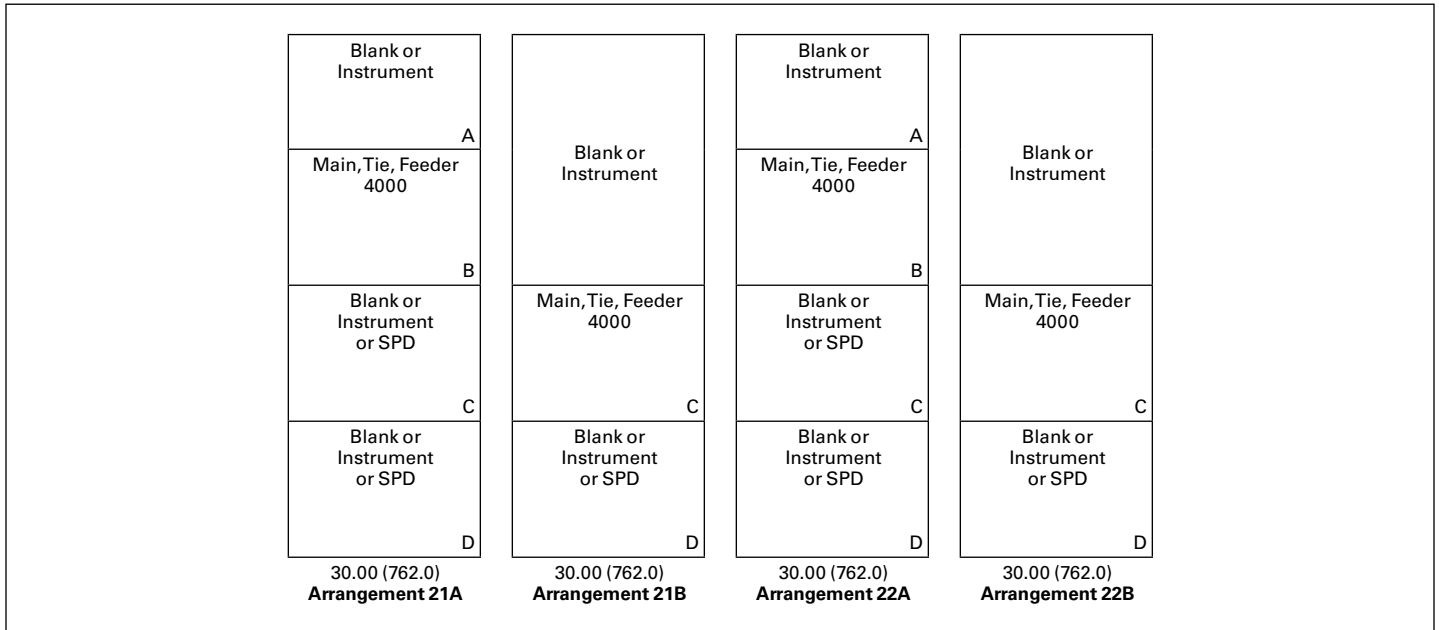 Blank or
Instrument
A
Main, Tie, Feeder
4000
B
Blank or
Instrument
or SPD
C
Blank or
Instrument
or SPD
D
30.00 (762.0)
Arrangement 21A
Blank or
Instrument
Main, Tie, Feeder
4000
C
Blank or
Instrument
or SPD
D
30.00 (762.0)
Arrangement 21B
Blank or
Instrument
A
Main, Tie, Feeder
4000
B
Blank or
Instrument
or SPD
C
Blank or
Instrument
or SPD
D
30.00 (762.0)
Arrangement 22A
Blank or
Instrument
Main, Tie, Feeder
4000
C
Blank or
Instrument
or SPD
D
30.00 (762.0)
Arrangement 22B